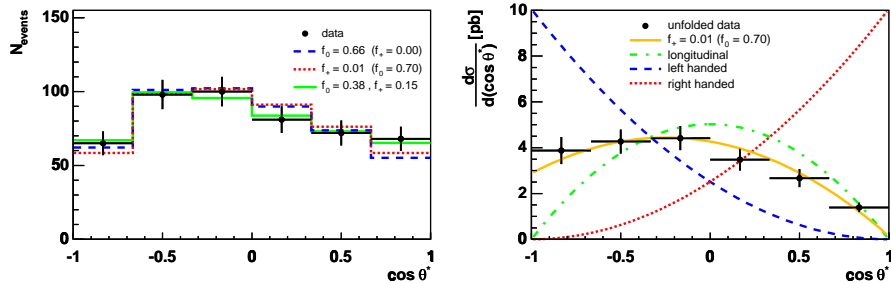 N_events
150
100
50
0
data
f_0 = 0.66 (f_+ = 0.00)
f_+ = 0.01 (f_0 = 0.70)
f_0 = 0.38 , f_+ = 0.15
-1 -0.5 0 0.5 1
cos θ*
dσ/d(cos θ*) [pb]
10
8
6
4
2
0
unfolded data
f_+ = 0.01 (f_0 = 0.70)
longitudinal
left handed
right handed
-1 -0.5 0 0.5 1
cos θ*